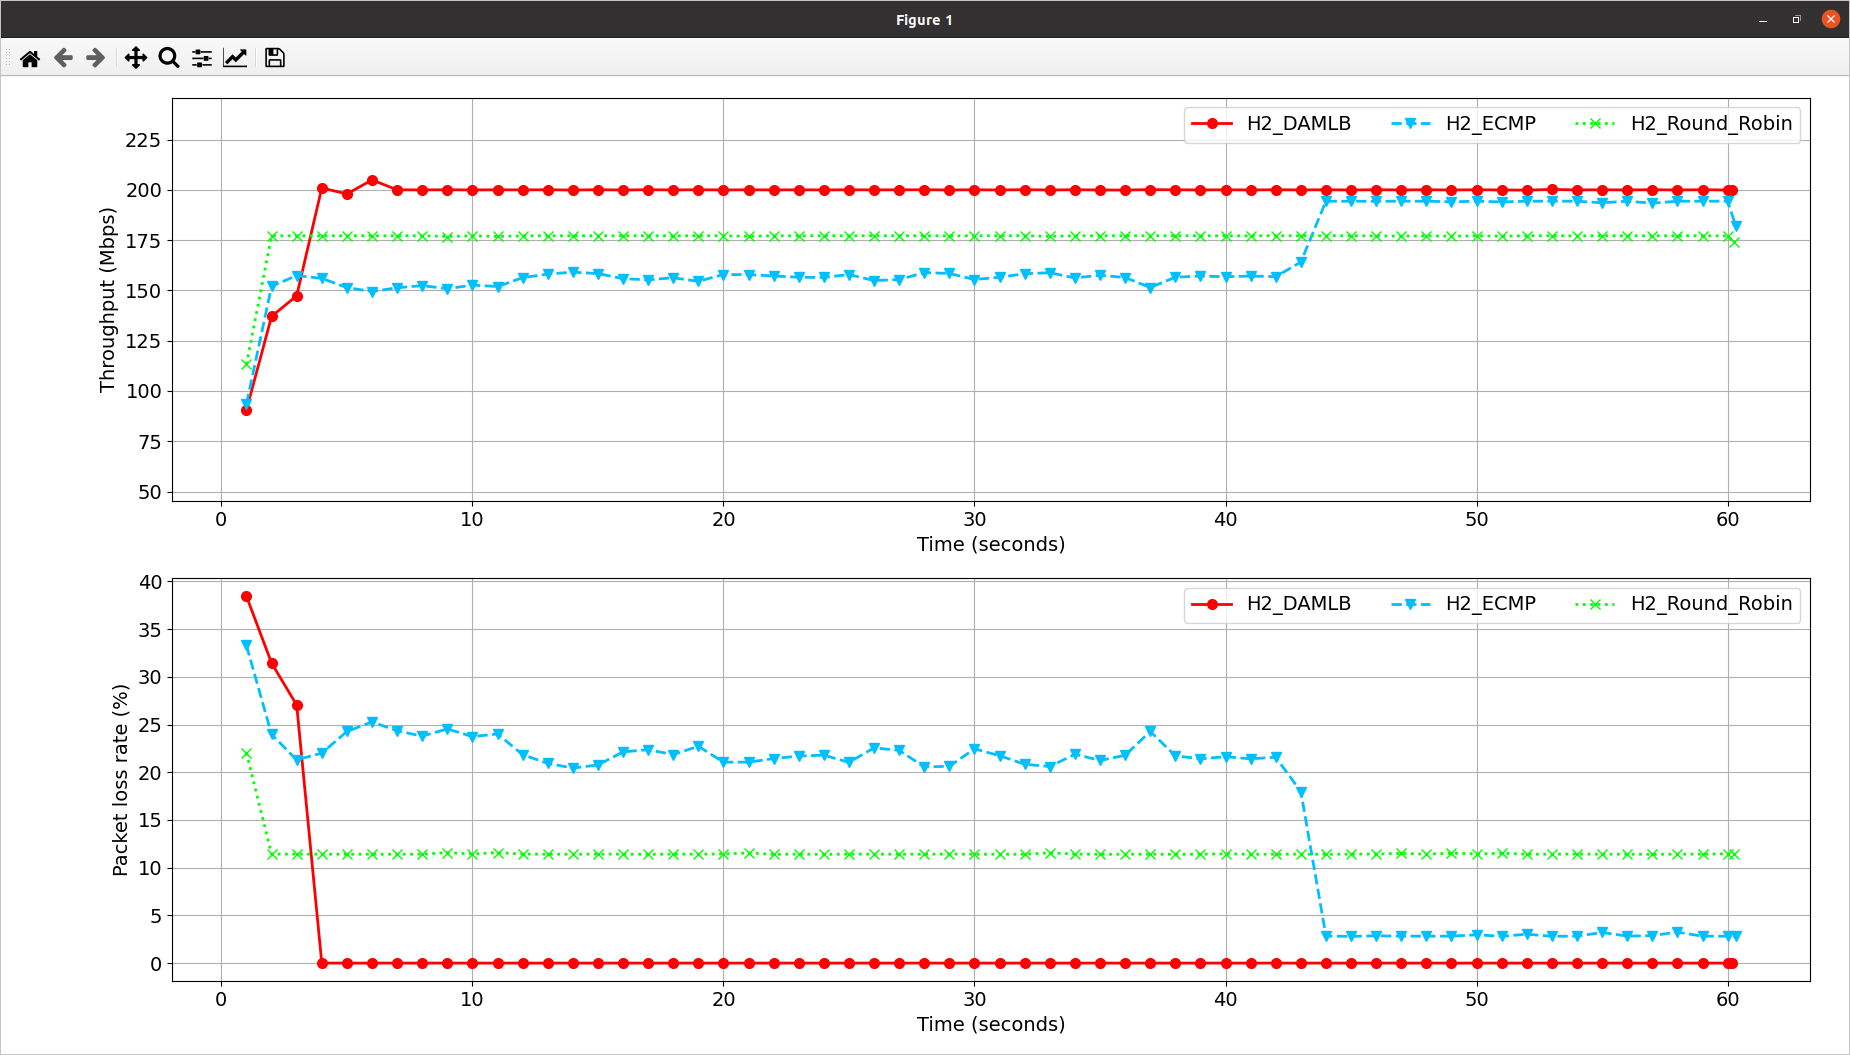 Figure 1
H2_DAMLB H2_ECMP H2_Round_Robin
Throughput (Mbps)
225
200
175
150
125
100
75
50
0 10 20 30 40 50 60
Time (seconds)
H2_DAMLB H2_ECMP H2_Round_Robin
Packet loss rate (%)
40
35
30
25
20
15
10
5
0
0 10 20 30 40 50 60
Time (seconds)